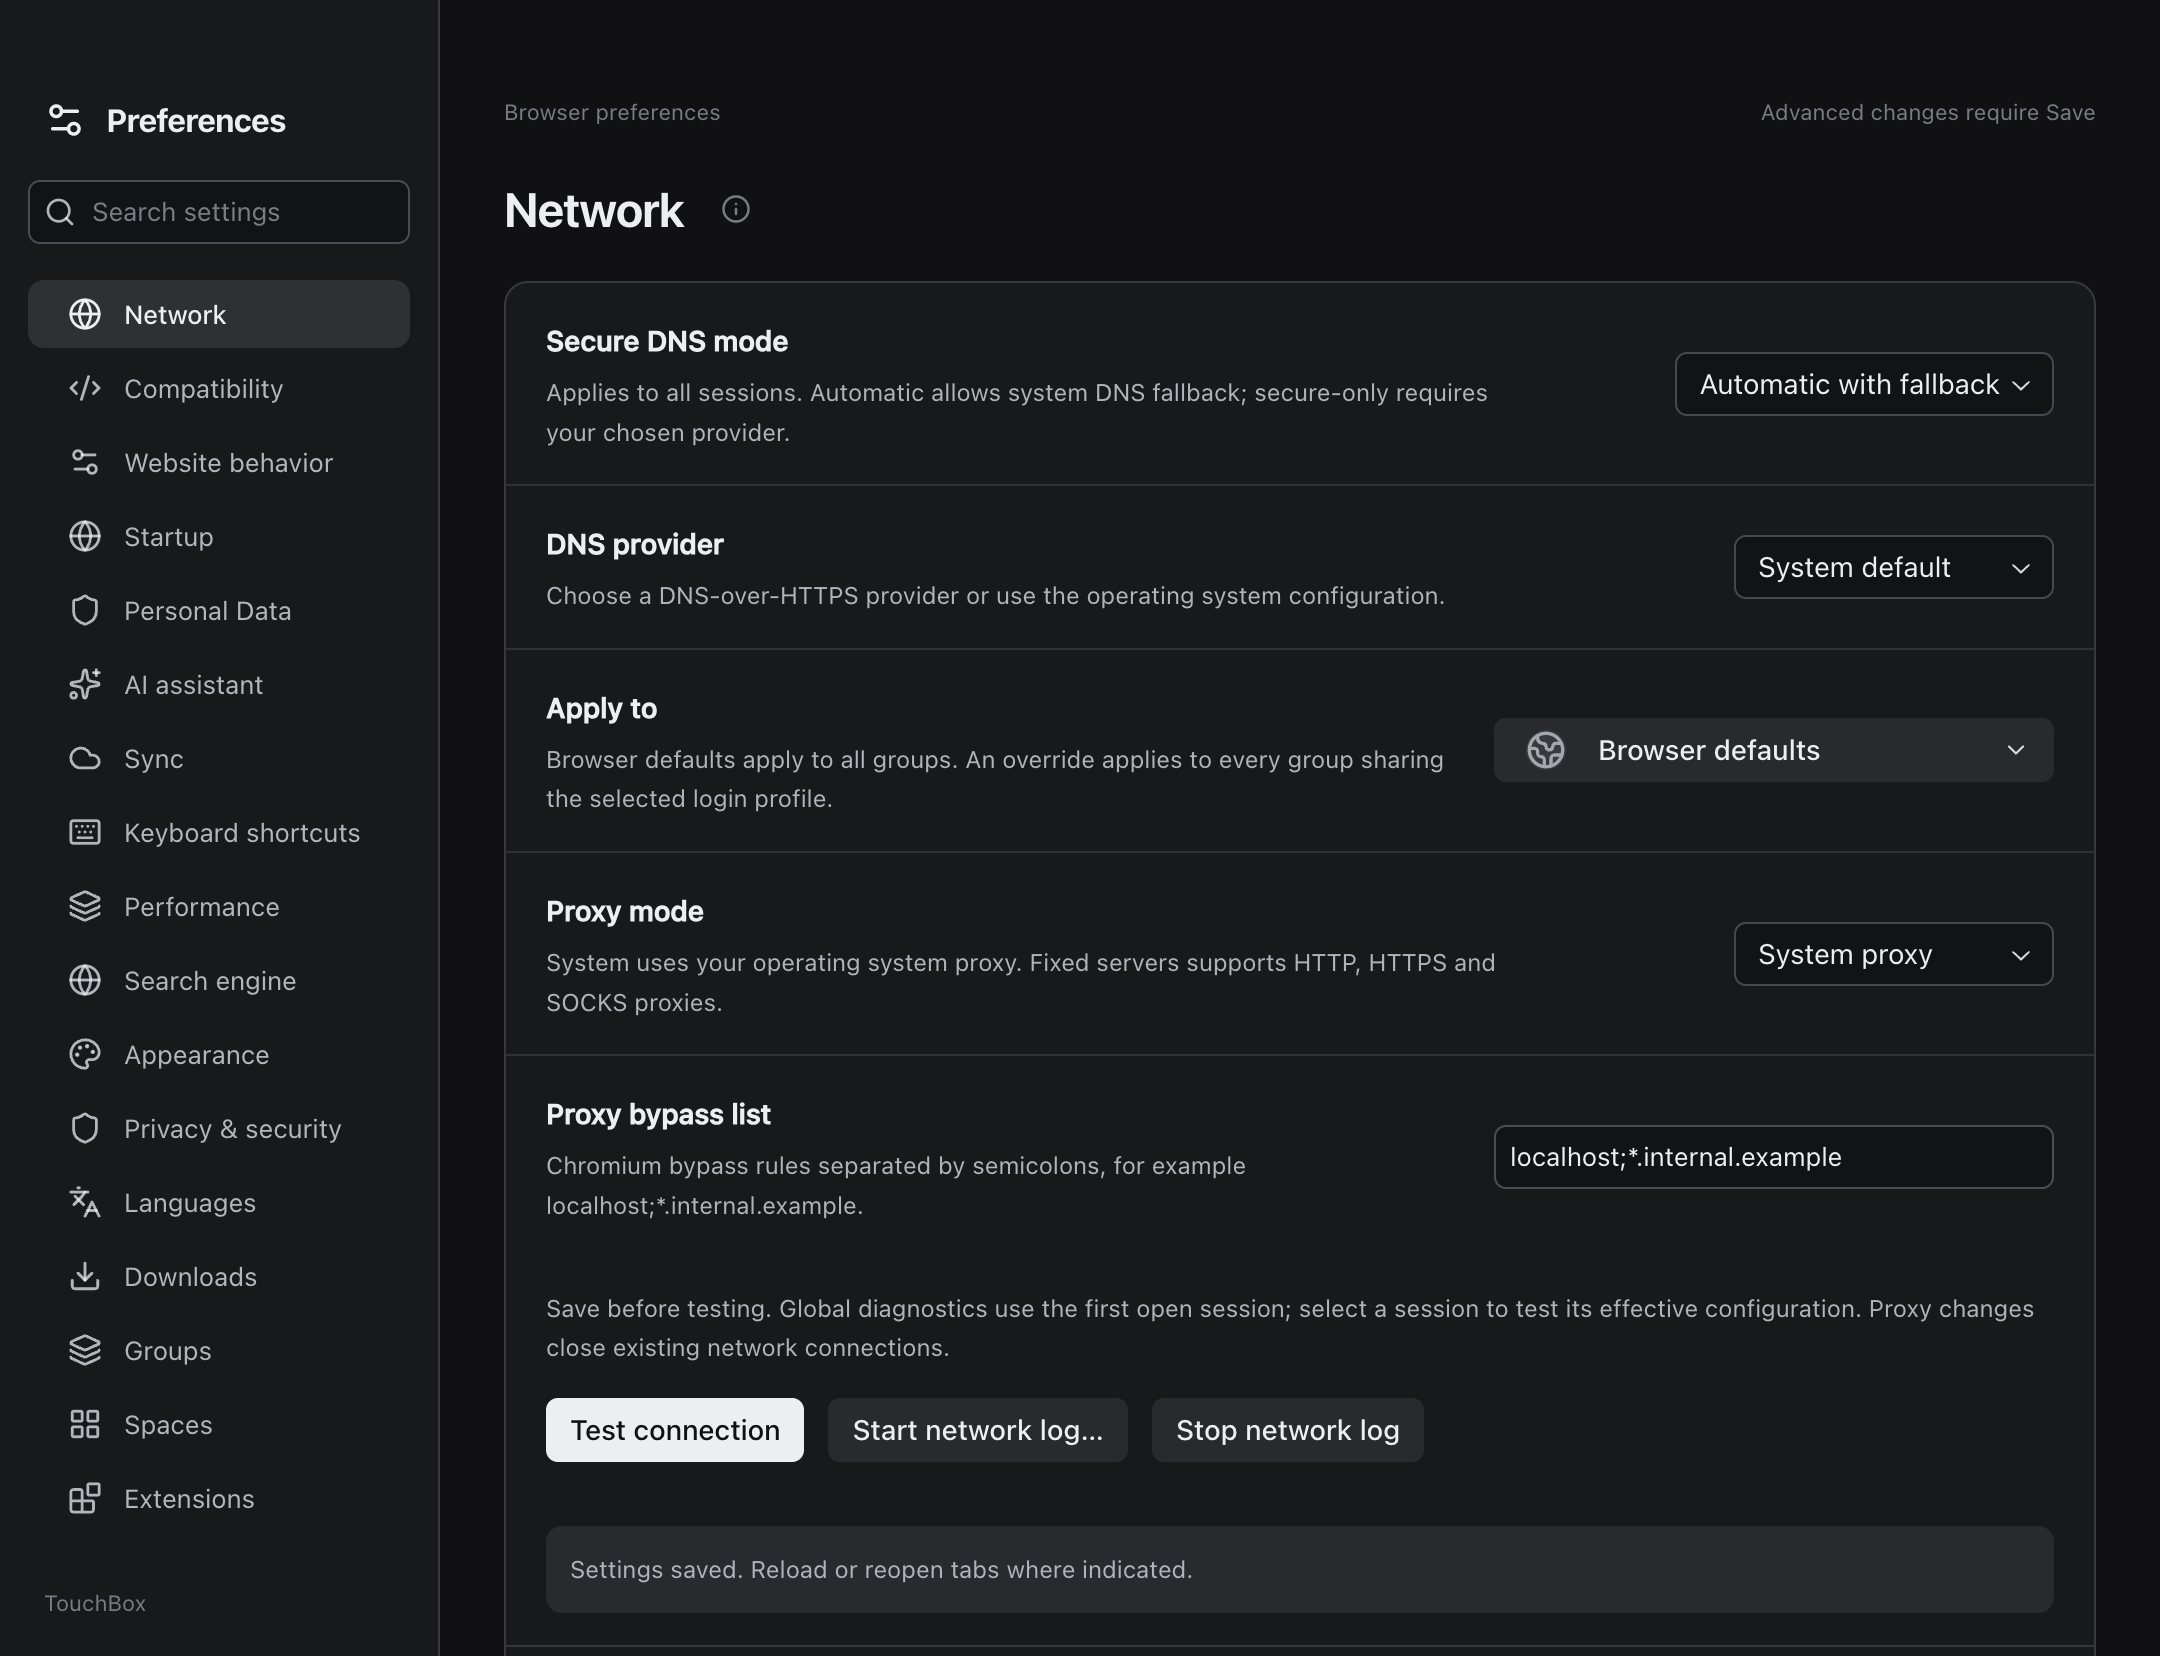 Preferences
Search settings
Network
Compatibility
Website behavior
Startup
Personal Data
AI assistant
Sync
Keyboard shortcuts
Performance
Search engine
Appearance
Privacy & security
Languages
Downloads
Groups
Spaces
Extensions
TouchBox
Browser preferences
Advanced changes require Save
Network
Secure DNS mode
Applies to all sessions. Automatic allows system DNS fallback; secure-only requires
your chosen provider.
Automatic with fallback
DNS provider
Choose a DNS-over-HTTPS provider or use the operating system configuration.
System default
Apply to
Browser defaults apply to all groups. An override applies to every group sharing
the selected login profile.
Browser defaults
Proxy mode
System uses your operating system proxy. Fixed servers supports HTTP, HTTPS and
SOCKS proxies.
System proxy
Proxy bypass list
Chromium bypass rules separated by semicolons, for example
localhost;*.internal.example.
localhost;*.internal.example
Save before testing. Global diagnostics use the first open session; select a session to test its effective configuration. Proxy changes
close existing network connections.
Test connection
Start network log...
Stop network log
Settings saved. Reload or reopen tabs where indicated.